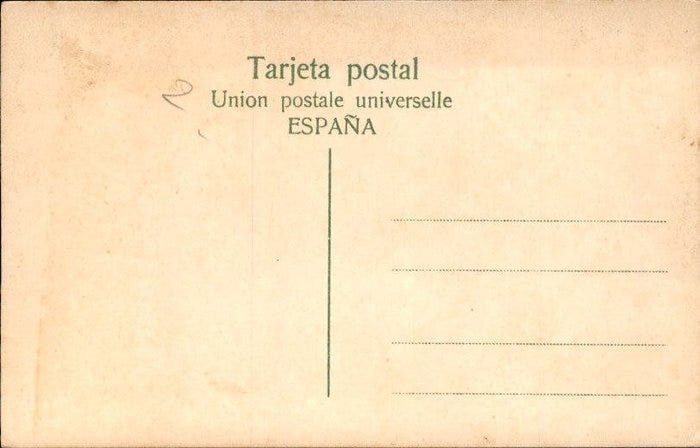 Tarjeta postal
Union postale universelle
ESPAÑA